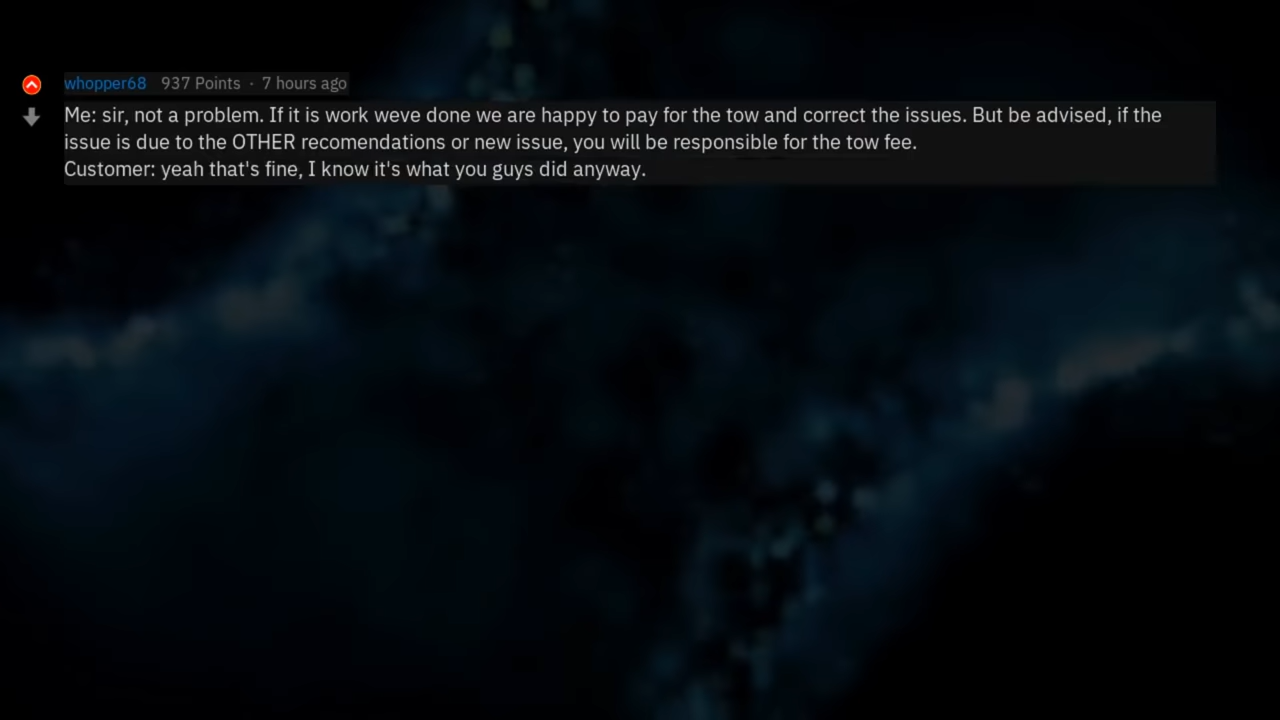 whopper68 937 Points · 7 hours ago
Me: sir, not a problem. If it is work weve done we are happy to pay for the tow and correct the issues. But be advised, if the
issue is due to the OTHER recomendations or new issue, you will be responsible for the tow fee.
Customer: yeah that's fine, I know it's what you guys did anyway.